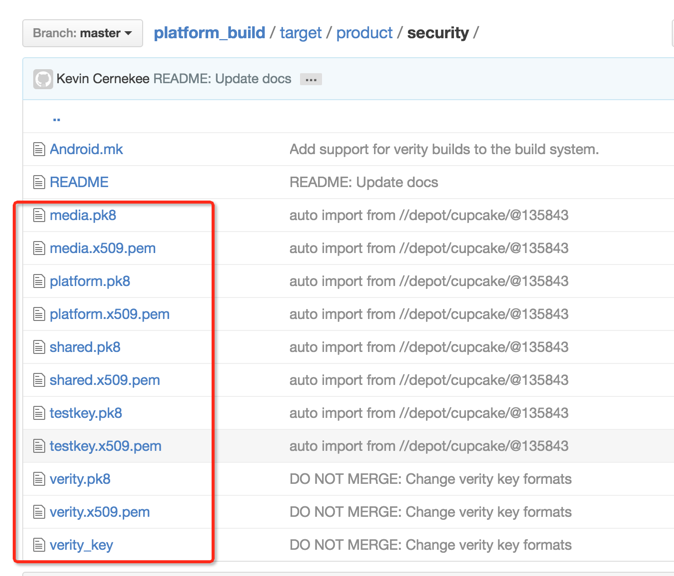 Branch: master platform_build / target / product / security /
Kevin Cernekee README: Update docs ...
..
Android.mk Add support for verity builds to the build system.
README README: Update docs
media.pk8 auto import from //depot/cupcake/@135843
media.x509.pem auto import from //depot/cupcake/@135843
platform.pk8 auto import from //depot/cupcake/@135843
platform.x509.pem auto import from //depot/cupcake/@135843
shared.pk8 auto import from //depot/cupcake/@135843
shared.x509.pem auto import from //depot/cupcake/@135843
testkey.pk8 auto import from //depot/cupcake/@135843
testkey.x509.pem auto import from //depot/cupcake/@135843
verity.pk8 DO NOT MERGE: Change verity key formats
verity.x509.pem DO NOT MERGE: Change verity key formats
verity_key DO NOT MERGE: Change verity key formats